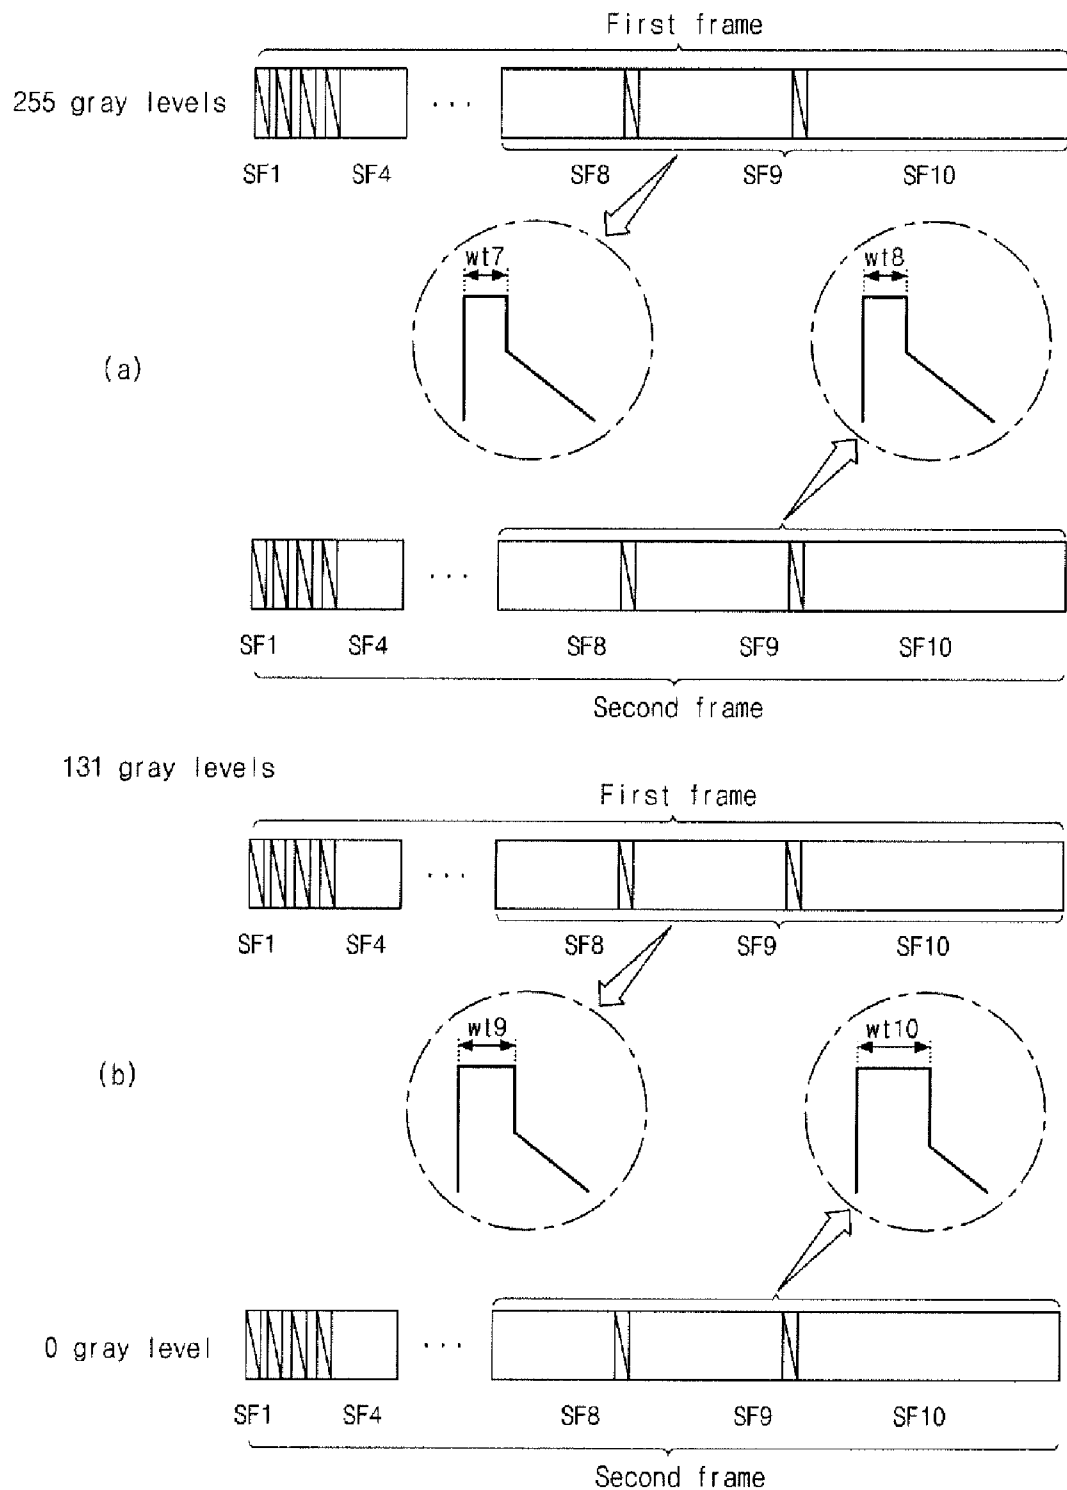 First frame
255 gray levels
...
SF1 SF4 SF8 SF9 SF10
wt7 wt8
(a)
...
SF1 SF4 SF8 SF9 SF10
Second frame
131 gray levels
First frame
...
SF1 SF4 SF8 SF9 SF10
wt9 wt10
(b)
0 gray level
...
SF1 SF4 SF8 SF9 SF10
Second frame